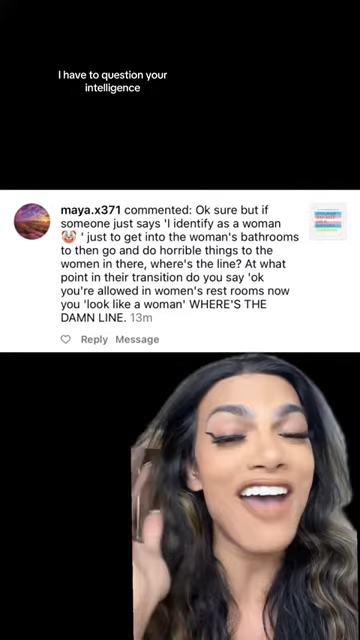 I have to question your
intelligence
maya.x371 commented: Ok sure but if
someone just says 'I identify as a woman
🤡 ' just to get into the woman's bathrooms
to then go and do horrible things to the
women in there, where's the line? At what
point in their transition do you say 'ok
you're allowed in women's rest rooms now
you 'look like a woman' WHERE'S THE
DAMN LINE. 13m
Reply Message